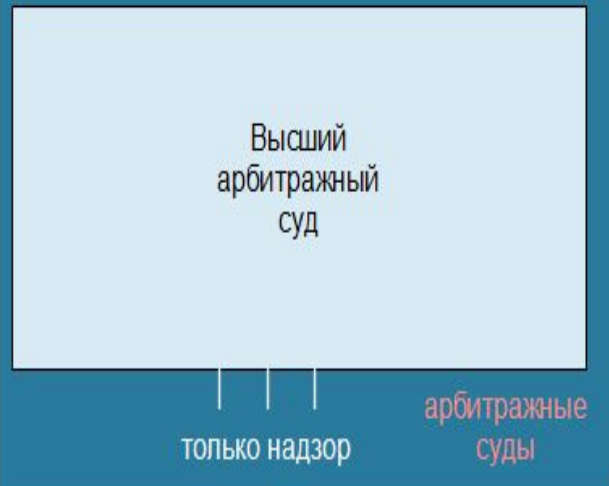 Высший
арбитражный
суд
только надзор
арбитражные
суды